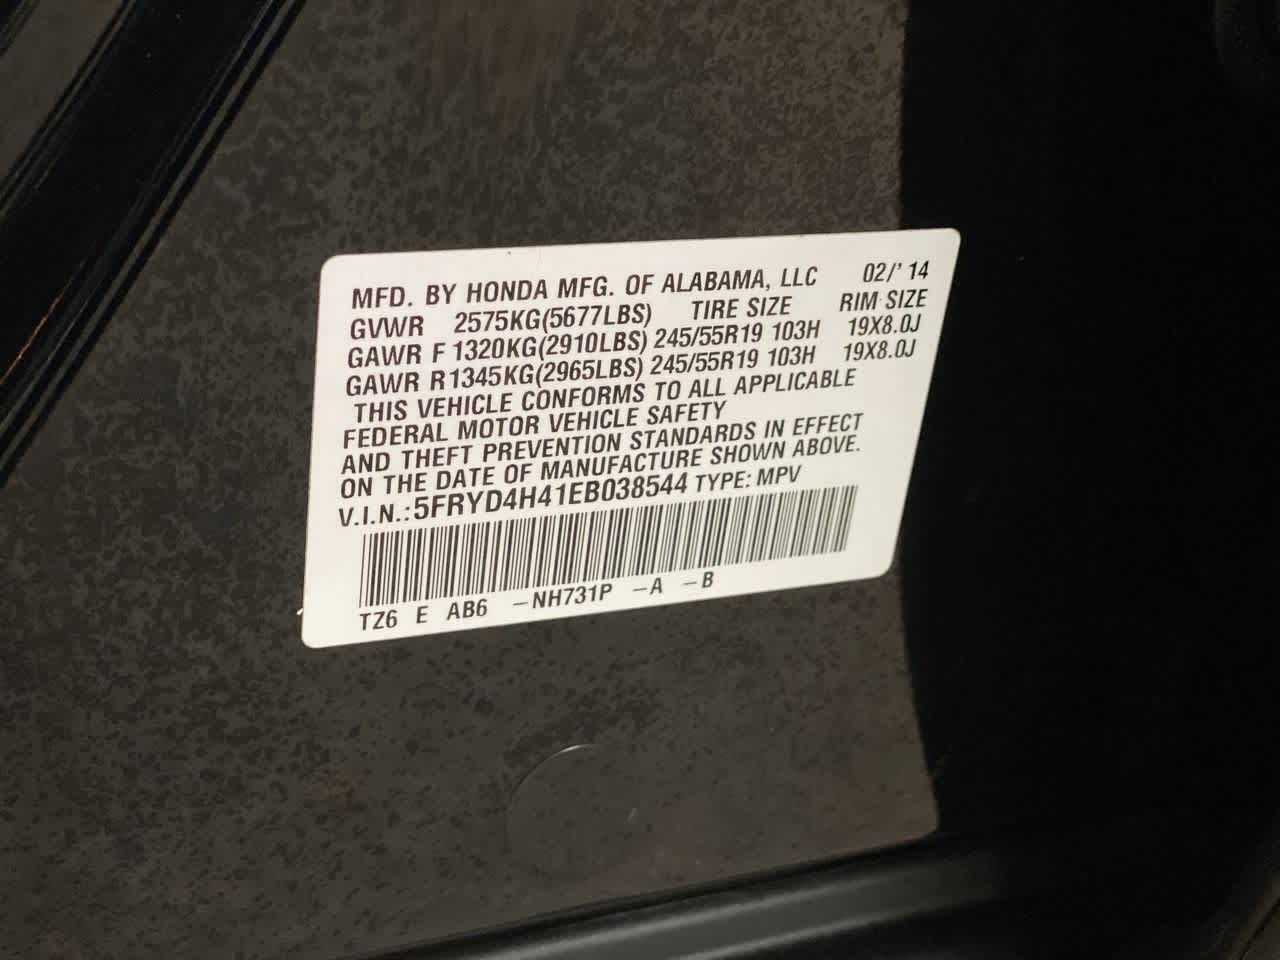 MFD. BY HONDA MFG. OF ALABAMA, LLC 02/'14
GVWR 2575KG(5677LBS) TIRE SIZE RIM SIZE
GAWR F 1320KG(2910LBS) 245/55R19 103H 19X8.0J
GAWR R1345KG(2965LBS) 245/55R19 103H 19X8.0J
THIS VEHICLE CONFORMS TO ALL APPLICABLE
FEDERAL MOTOR VEHICLE SAFETY
AND THEFT PREVENTION STANDARDS IN EFFECT
ON THE DATE OF MANUFACTURE SHOWN ABOVE.
V.I.N.:5FRYD4H41EB038544 TYPE: MPV
TZ6 E AB6 -NH731P -A -B